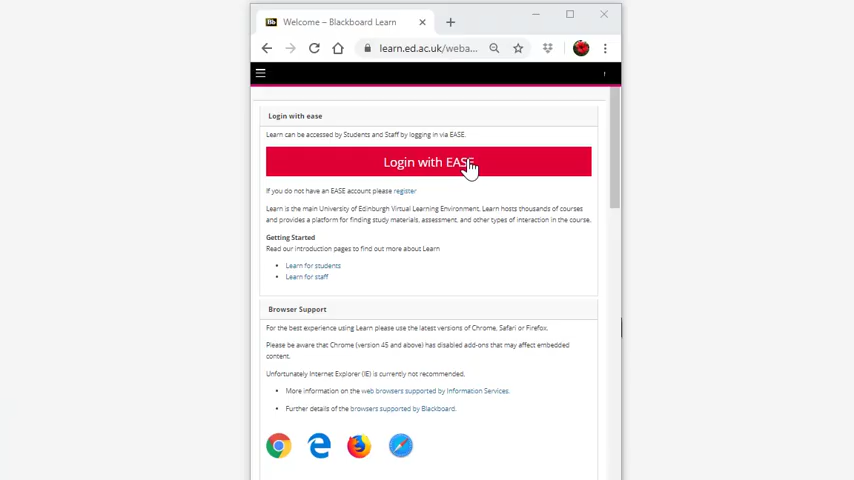 Bb Welcome – Blackboard Learn
learn.ed.ac.uk/weba...
Login with ease
Learn can be accessed by Students and Staff by logging in via EASE.
Login with EASE
If you do not have an EASE account please register
Learn is the main University of Edinburgh Virtual Learning Environment. Learn hosts thousands of courses
and provides a platform for finding study materials, assessment, and other types of interaction in the course.
Getting Started
Read our introduction pages to find out more about Learn
Learn for students
Learn for staff
Browser Support
For the best experience using Learn please use the latest versions of Chrome, Safari or Firefox.
Please be aware that Chrome (version 45 and above) has disabled add-ons that may affect embedded
content.
Unfortunately Internet Explorer (IE) is currently not recommended.
More information on the web browsers supported by Information Services.
Further details of the browsers supported by Blackboard.